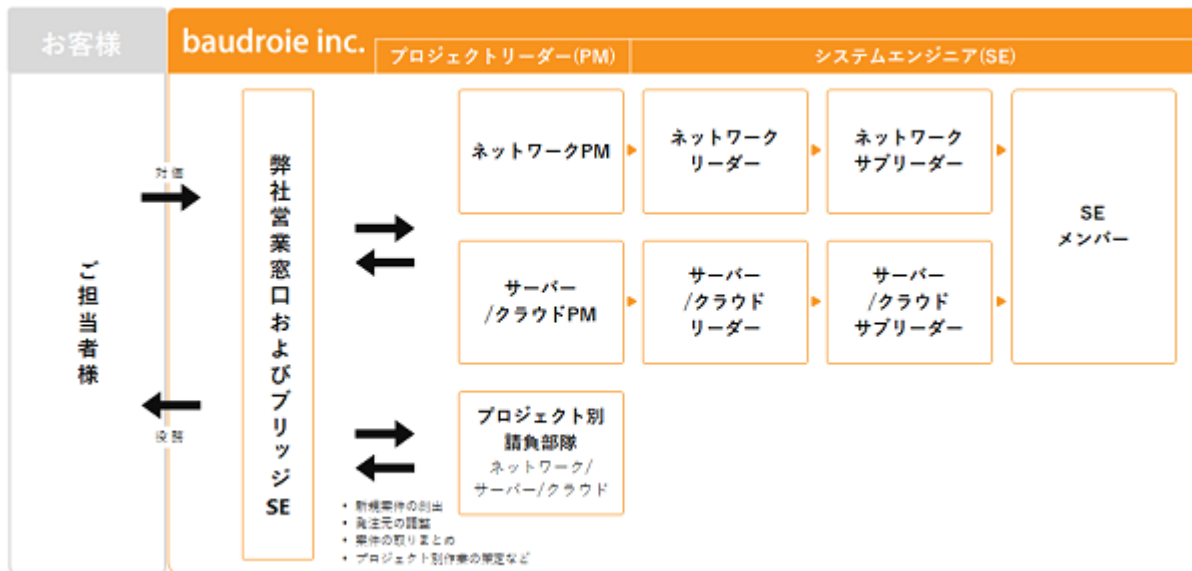 お客様
baudroie inc.
プロジェクトリーダー(PM)
システムエンジニア(SE)
ご担当者様
対価
役務
弊社営業窓口およびブリッジSE
ネットワークPM
ネットワーク
リーダー
ネットワーク
サブリーダー
SE
メンバー
サーバー
/クラウドPM
サーバー
/クラウド
リーダー
サーバー
/クラウド
サブリーダー
プロジェクト別
請負部隊
ネットワーク/
サーバー/クラウド
• 新規案件の創出
• 発注元の調整
• 案件の取りまとめ
• プロジェクト別作業の策定など